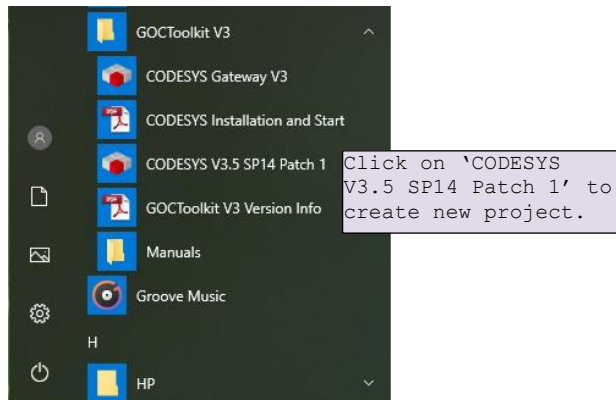 GOCToolkit V3
CODESYS Gateway V3
CODESYS Installation and Start
CODESYS V3.5 SP14 Patch 1
GOCToolkit V3 Version Info
Manuals
Groove Music
H
HP
Click on ‘CODESYS
V3.5 SP14 Patch 1’ to
create new project.